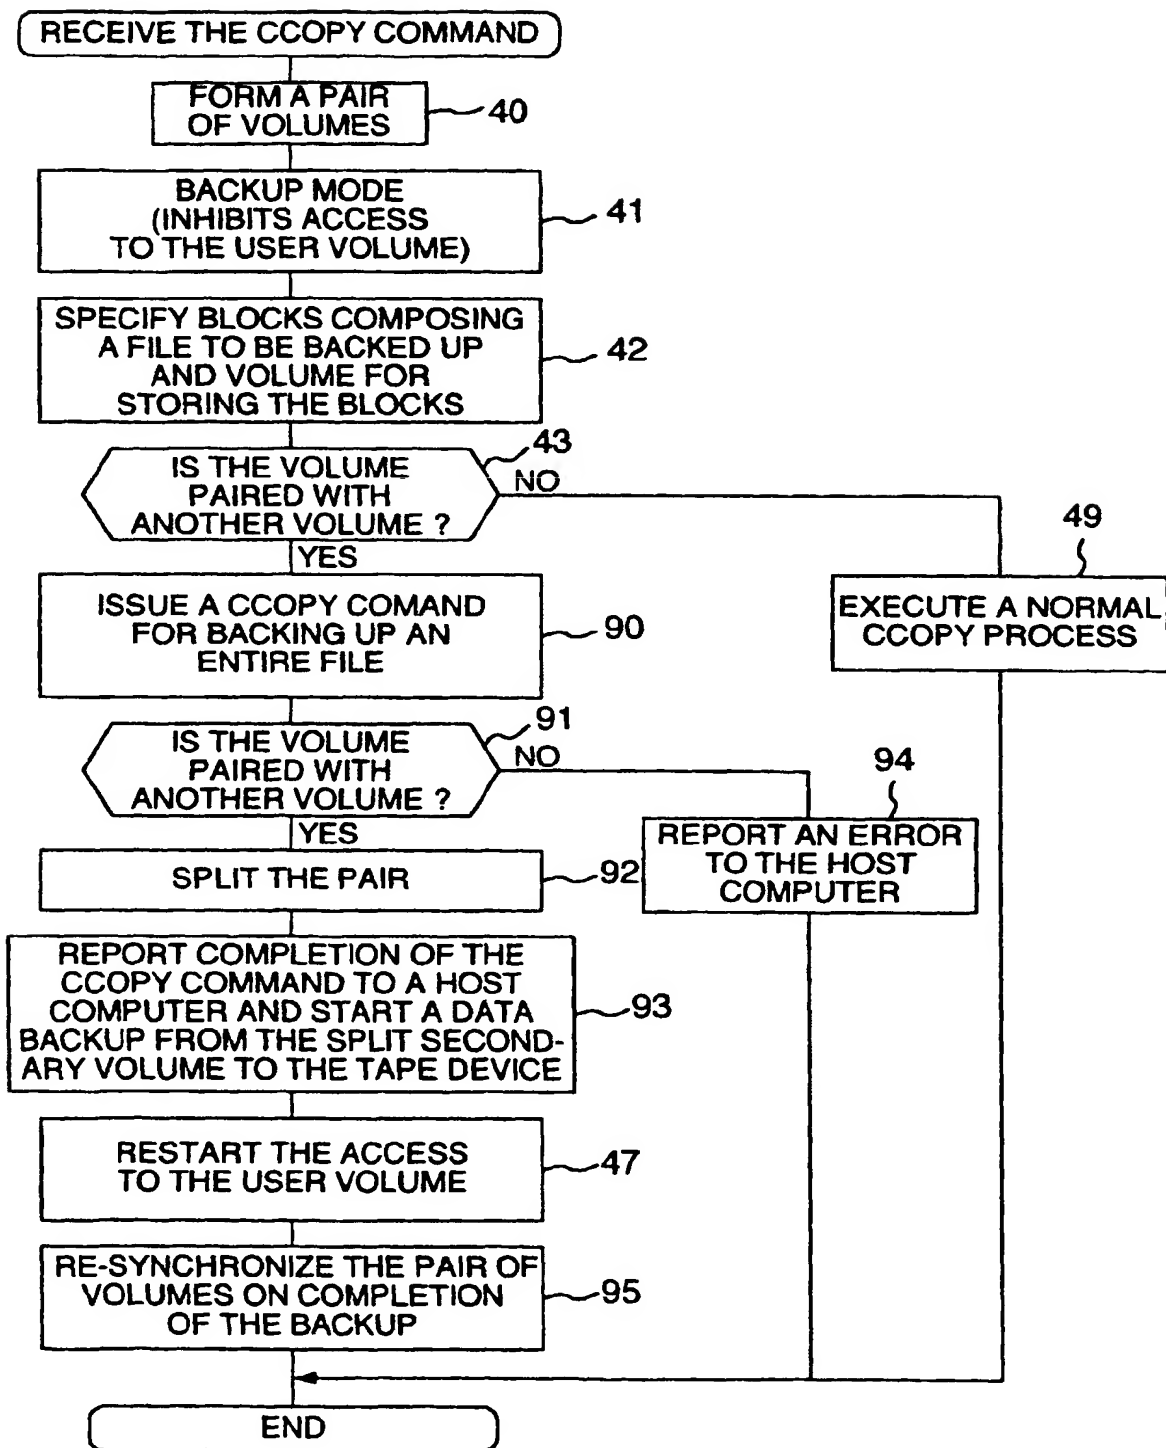 RECEIVE THE CCOPY COMMAND
FORM A PAIR
OF VOLUMES
40
BACKUP MODE
(INHIBITS ACCESS
TO THE USER VOLUME)
41
SPECIFY BLOCKS COMPOSING
A FILE TO BE BACKED UP
AND VOLUME FOR
STORING THE BLOCKS
42
43
IS THE VOLUME
PAIRED WITH
ANOTHER VOLUME ?
NO
YES
49
EXECUTE A NORMAL
CCOPY PROCESS
ISSUE A CCOPY COMAND
FOR BACKING UP AN
ENTIRE FILE
90
91
IS THE VOLUME
PAIRED WITH
ANOTHER VOLUME ?
NO
YES
94
REPORT AN ERROR
TO THE HOST
COMPUTER
SPLIT THE PAIR
92
REPORT COMPLETION OF THE
CCOPY COMMAND TO A HOST
COMPUTER AND START A DATA
BACKUP FROM THE SPLIT SECOND-
ARY VOLUME TO THE TAPE DEVICE
93
RESTART THE ACCESS
TO THE USER VOLUME
47
RE-SYNCHRONIZE THE PAIR OF
VOLUMES ON COMPLETION
OF THE BACKUP
95
END